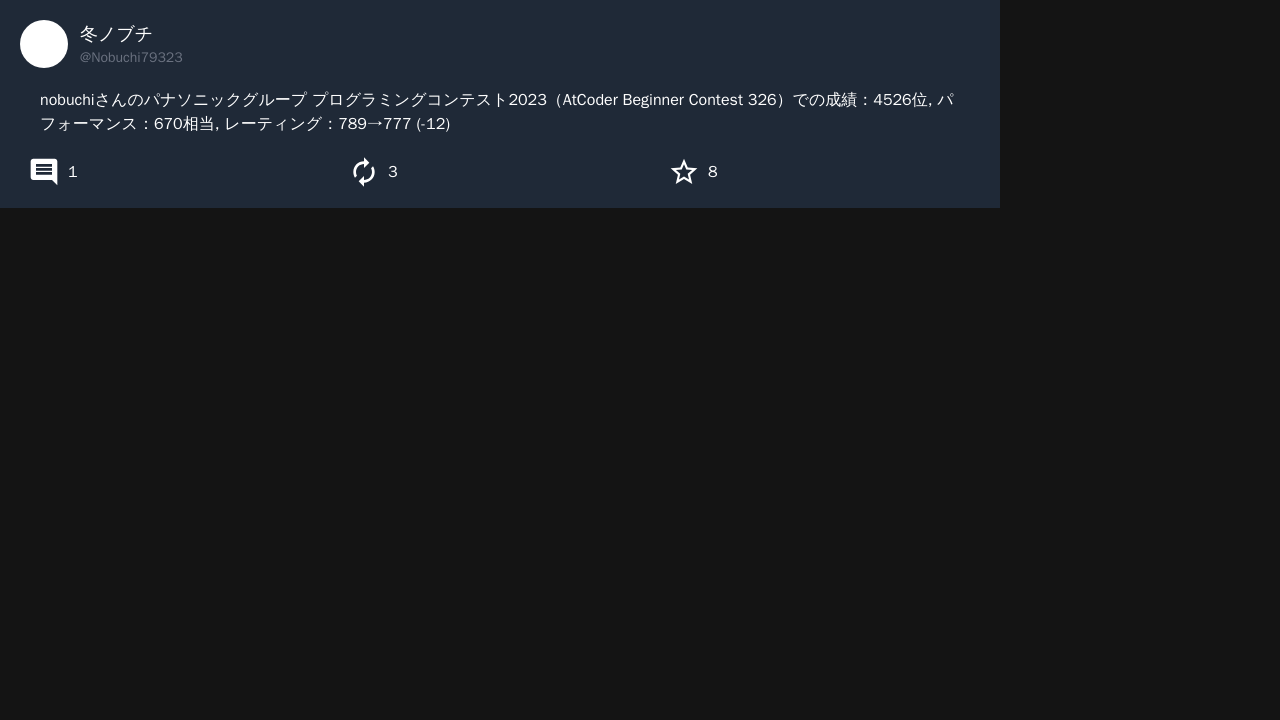 冬ノブチ
@Nobuchi79323
nobuchiさんのパナソニックグループ プログラミングコンテスト2023（AtCoder Beginner Contest 326）での成績：4526位, パ
フォーマンス：670相当, レーティング：789→777 (-12)
1 3 8